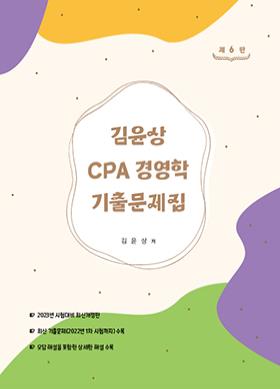 제 6 판
김윤상
CPA 경영학
기출문제집
김 윤 상 저
☞ 2023년 시험대비 최신개정판
☞ 최신 기출문제(2022년 1차 시험까지) 수록
☞ 오답 해설을 포함한 상세한 해설 수록